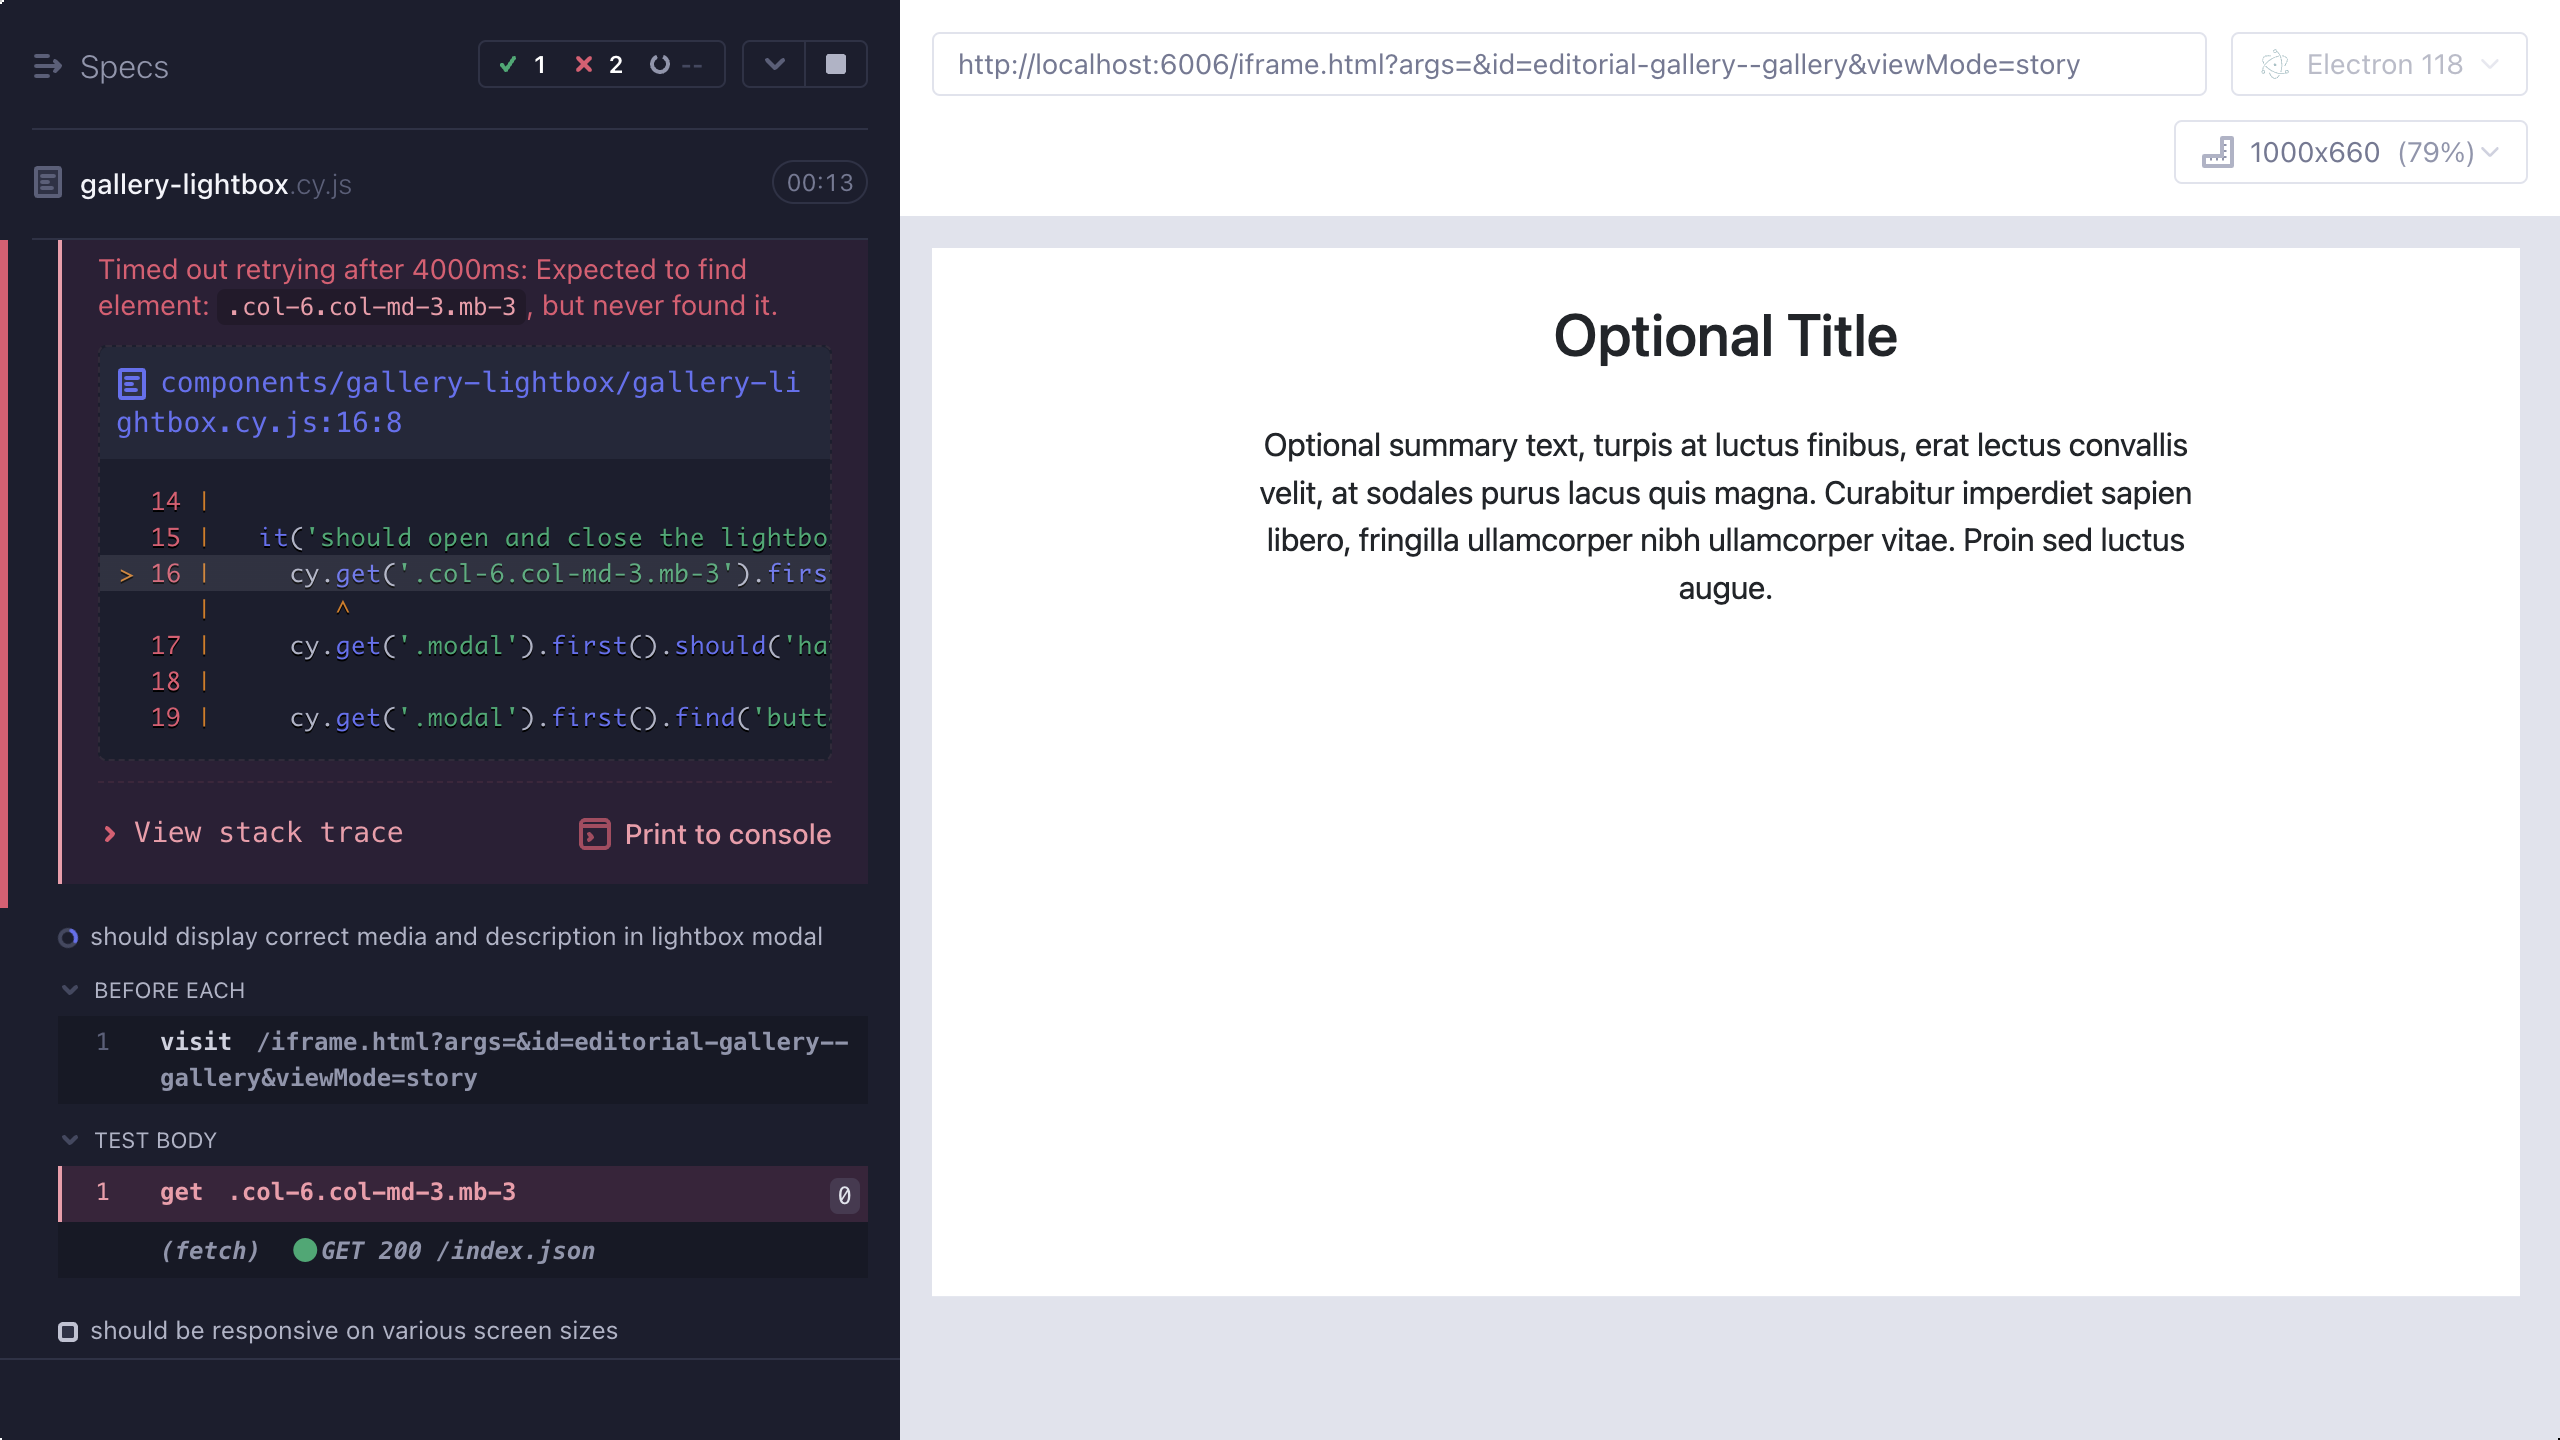 Specs
1 2 --
gallery-lightbox.cy.js
00:13
Timed out retrying after 4000ms: Expected to find
element: .col-6.col-md-3.mb-3, but never found it.
components/gallery-lightbox/gallery-li
ghtbox.cy.js:16:8
14 |
15 | it('should open and close the lightbo
> 16 | cy.get('.col-6.col-md-3.mb-3').firs
| ^
17 | cy.get('.modal').first().should('ha
18 |
19 | cy.get('.modal').first().find('butt
View stack trace
Print to console
should display correct media and description in lightbox modal
BEFORE EACH
1 visit /iframe.html?args=&id=editorial-gallery--
gallery&viewMode=story
TEST BODY
1 get .col-6.col-md-3.mb-3 0
(fetch) GET 200 /index.json
should be responsive on various screen sizes
http://localhost:6006/iframe.html?args=&id=editorial-gallery--gallery&viewMode=story
Electron 118
1000x660 (79%)
Optional Title
Optional summary text, turpis at luctus finibus, erat lectus convallis
velit, at sodales purus lacus quis magna. Curabitur imperdiet sapien
libero, fringilla ullamcorper nibh ullamcorper vitae. Proin sed luctus
augue.